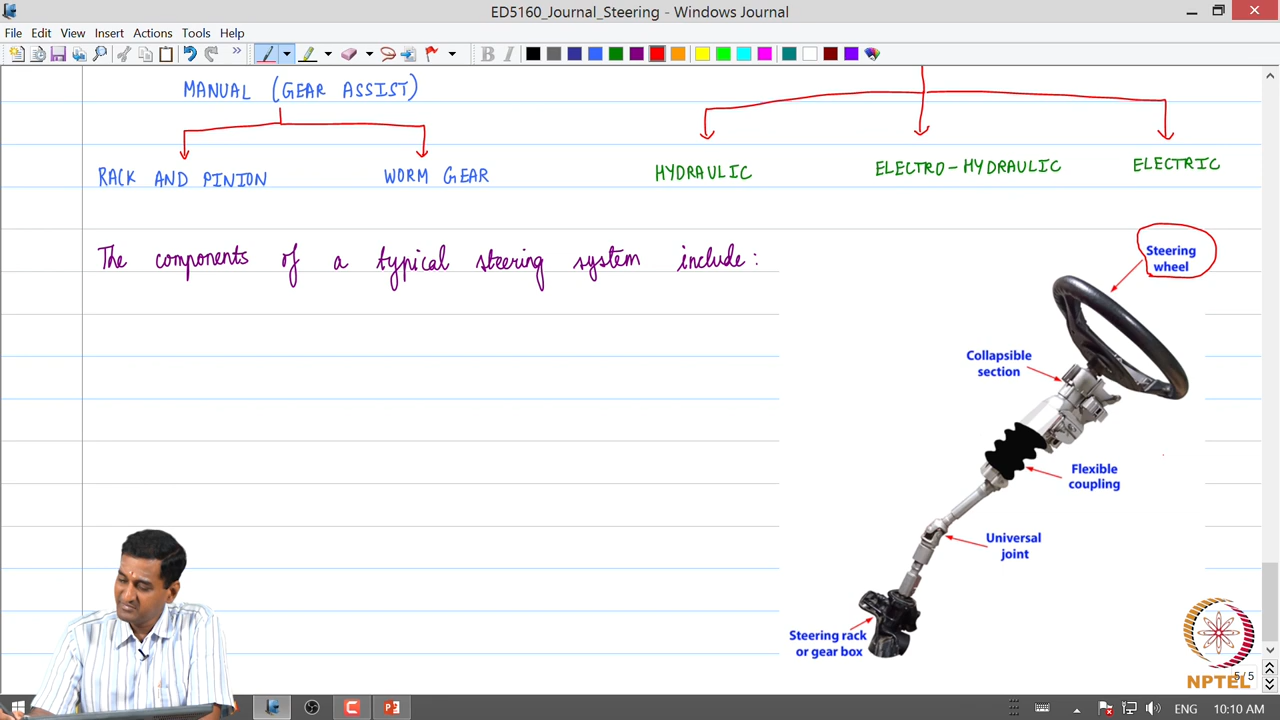 ED5160_Journal_Steering - Windows Journal
File Edit View Insert Actions Tools Help
MANUAL (GEAR ASSIST)
RACK AND PINION WORM GEAR HYDRAULIC ELECTRO-HYDRAULIC ELECTRIC
The components of a typical steering system include:
Steering
wheel
Collapsible
section
Flexible
coupling
Universal
joint
Steering rack
or gear box
NPTEL
5/5
ENG 10:10 AM